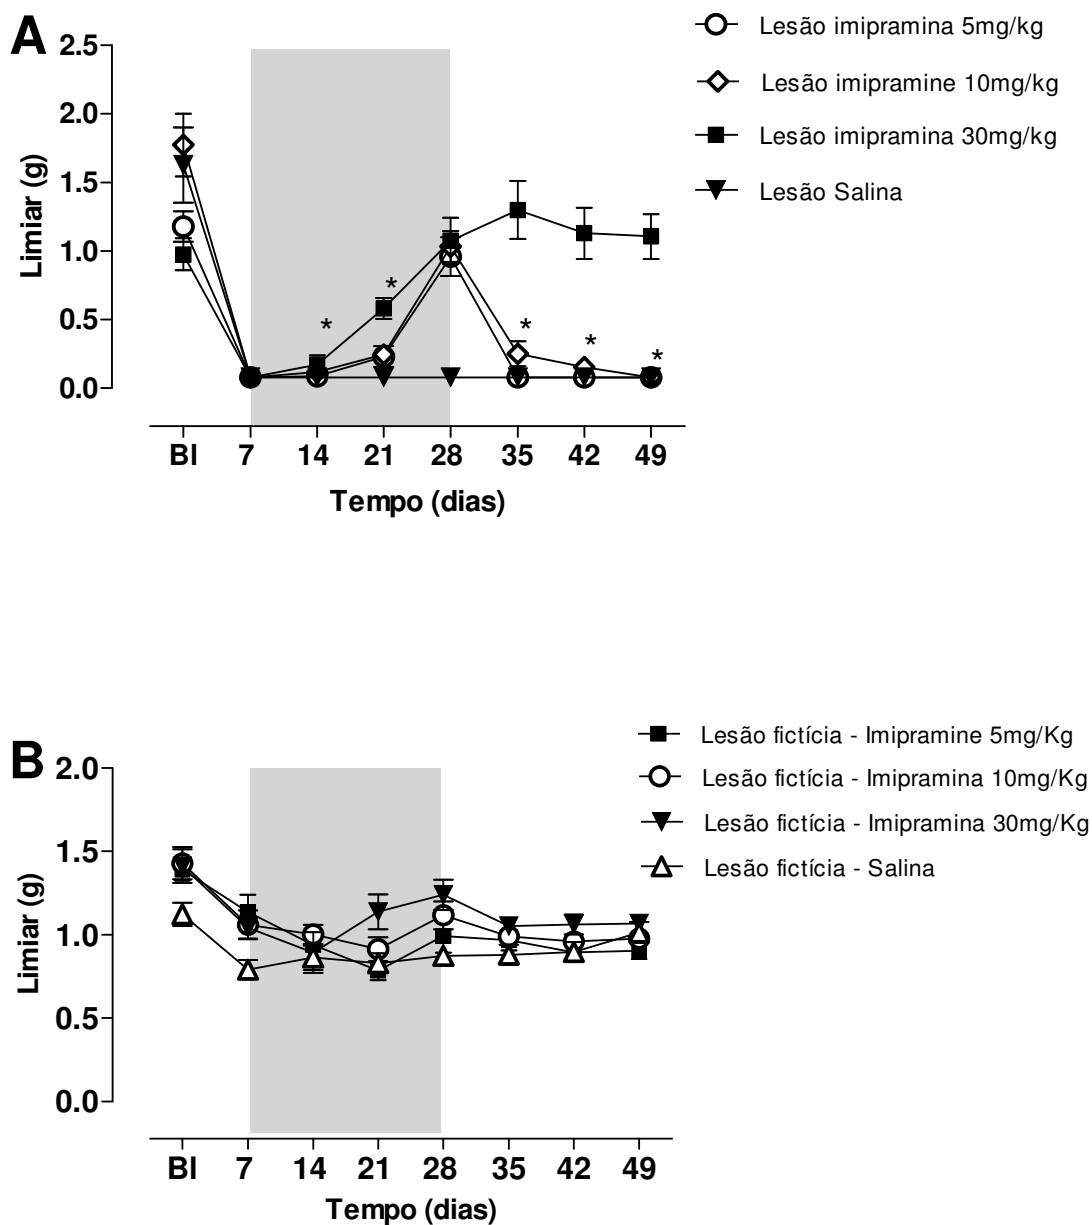 A
Lesão imipramina 5mg/kg
Lesão imipramine 10mg/kg
Lesão imipramina 30mg/kg
Lesão Salina
2.5
2.0
1.5
1.0
0.5
0.0
Limiar (g)
* * * * *
BI 7 14 21 28 35 42 49
Tempo (dias)
B
Lesão fictícia - Imipramine 5mg/Kg
Lesão fictícia - Imipramina 10mg/Kg
Lesão fictícia - Imipramina 30mg/Kg
Lesão fictícia - Salina
2.0
1.5
1.0
0.5
0.0
Limiar (g)
BI 7 14 21 28 35 42 49
Tempo (dias)